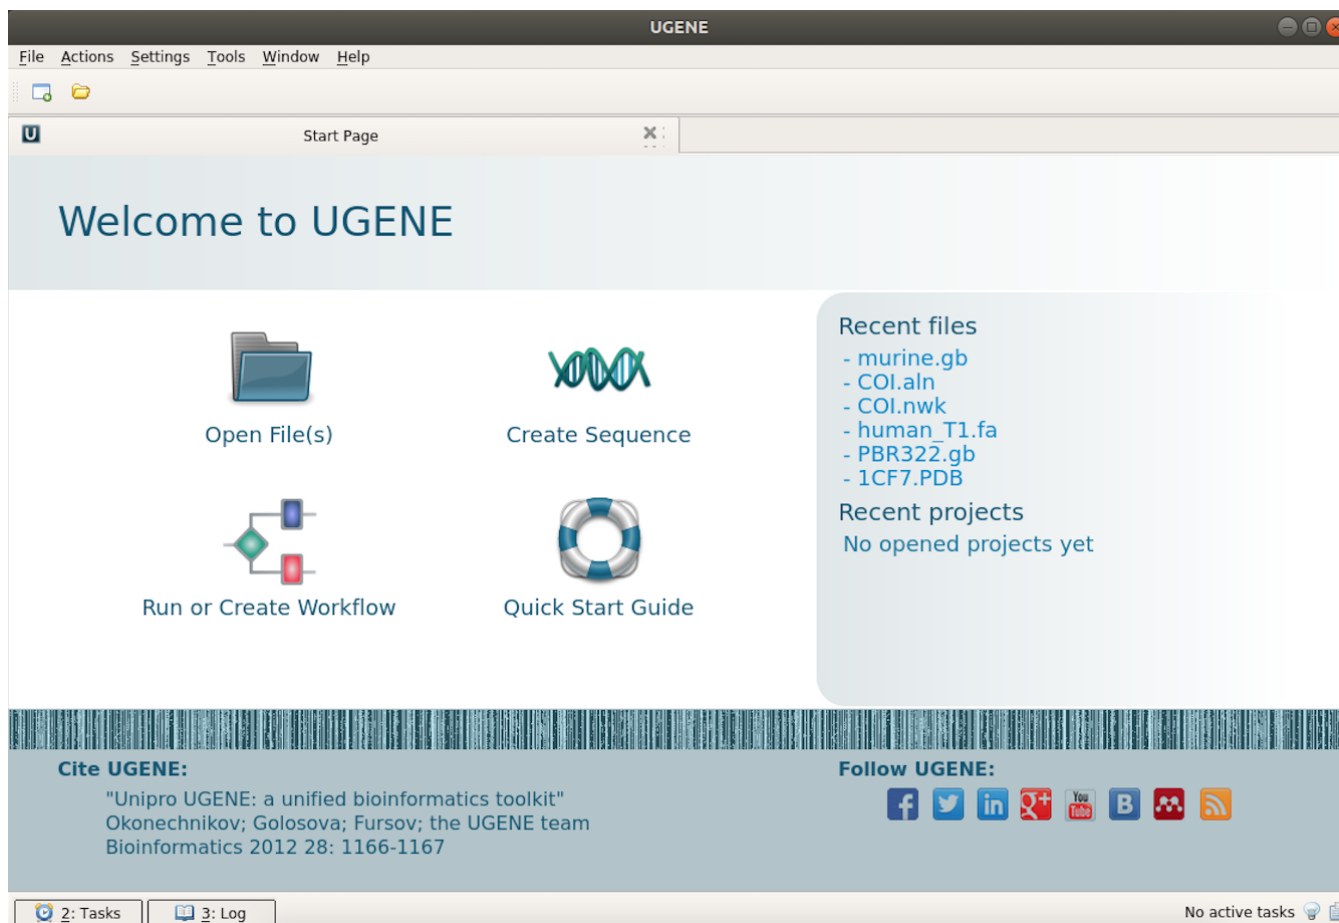 UGENE
File Actions Settings Tools Window Help
U Start Page
Welcome to UGENE
Open File(s)
Create Sequence
Run or Create Workflow
Quick Start Guide
Recent files
- murine.gb
- COI.aln
- COI.nwk
- human_T1.fa
- PBR322.gb
- 1CF7.PDB
Recent projects
No opened projects yet
Cite UGENE:
"Unipro UGENE: a unified bioinformatics toolkit"
Okonechnikov; Golosova; Fursov; the UGENE team
Bioinformatics 2012 28: 1166-1167
Follow UGENE:
f in g+ You Tube B
2: Tasks 3: Log No active tasks